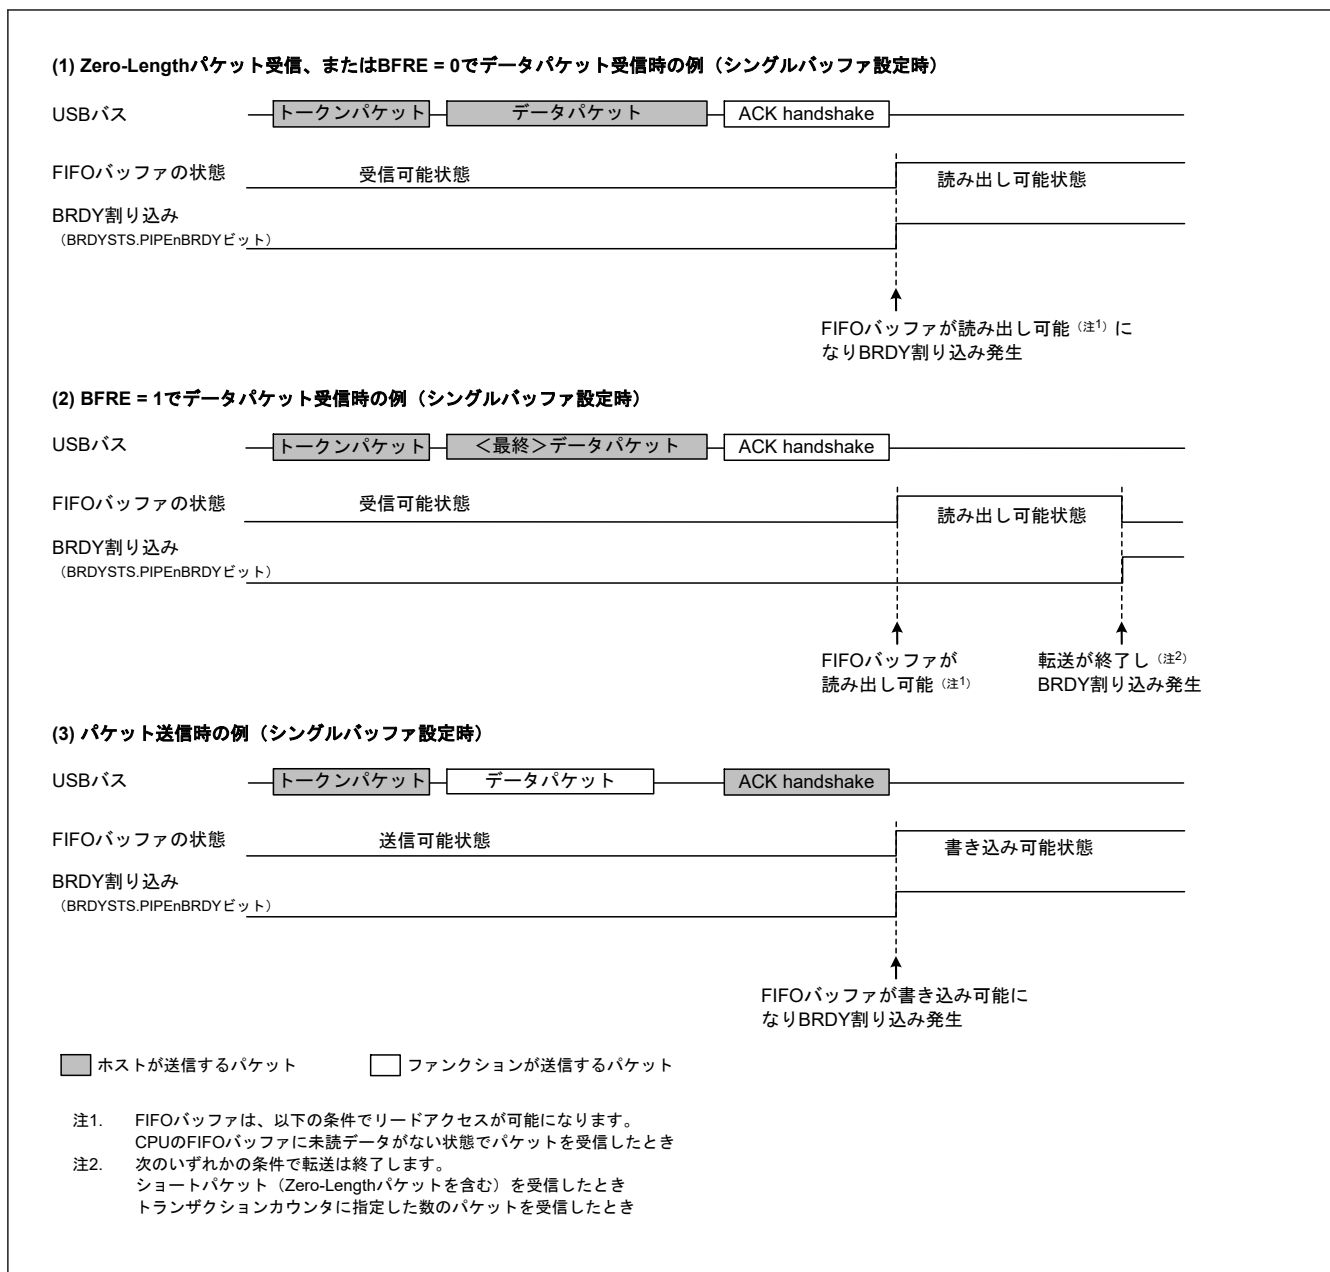 (1) Zero-Lengthパケット受信、またはBFRE = 0でデータパケット受信時の例（シングルバッファ設定時）
USBバス トークンパケット データパケット ACK handshake
FIFOバッファの状態 受信可能状態 読み出し可能状態
BRDY割り込み
（BRDYSTS.PIPEnBRDYビット）
FIFOバッファが読み出し可能（注1）に
なりBRDY割り込み発生
(2) BFRE = 1でデータパケット受信時の例（シングルバッファ設定時）
USBバス トークンパケット ＜最終＞データパケット ACK handshake
FIFOバッファの状態 受信可能状態 読み出し可能状態
BRDY割り込み
（BRDYSTS.PIPEnBRDYビット）
FIFOバッファが 転送が終了し（注2）
読み出し可能（注1） BRDY割り込み発生
(3) パケット送信時の例（シングルバッファ設定時）
USBバス トークンパケット データパケット ACK handshake
FIFOバッファの状態 送信可能状態 書き込み可能状態
BRDY割り込み
（BRDYSTS.PIPEnBRDYビット）
FIFOバッファが書き込み可能に
なりBRDY割り込み発生
ホストが送信するパケット ファンクションが送信するパケット
注1. FIFOバッファは、以下の条件でリードアクセスが可能になります。
CPUのFIFOバッファに未読データがない状態でパケットを受信したとき
注2. 次のいずれかの条件で転送は終了します。
ショートパケット（Zero-Lengthパケットを含む）を受信したとき
トランザクションカウンタに指定した数のパケットを受信したとき